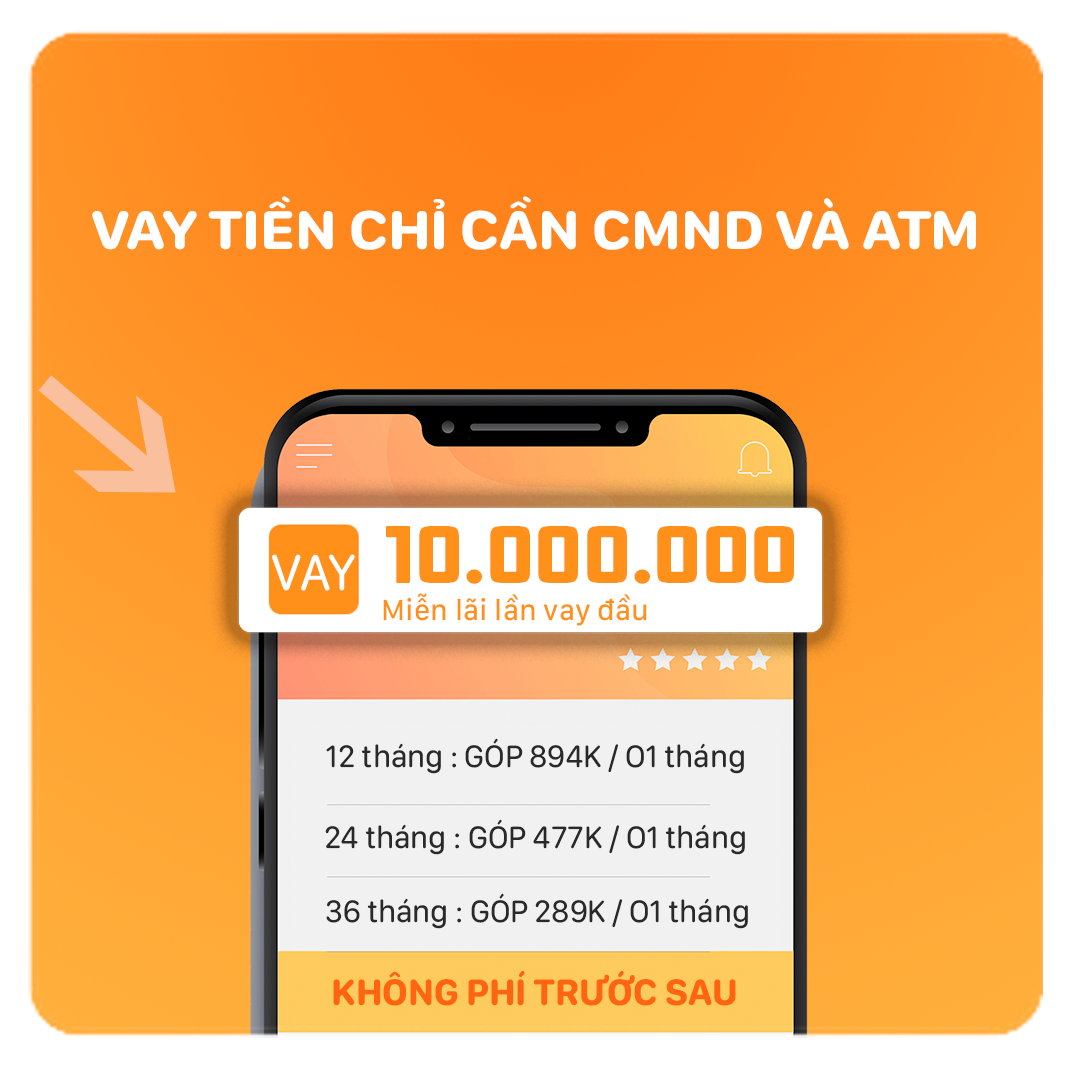 VAY TIỀN CHỈ CẦN CMND VÀ ATM
VAY
10.000.000
Miễn lãi lần vay đầu
12 tháng : GÓP 894K / 01 tháng
24 tháng : GÓP 477K / 01 tháng
36 tháng : GÓP 289K / 01 tháng
KHÔNG PHÍ TRƯỚC SAU